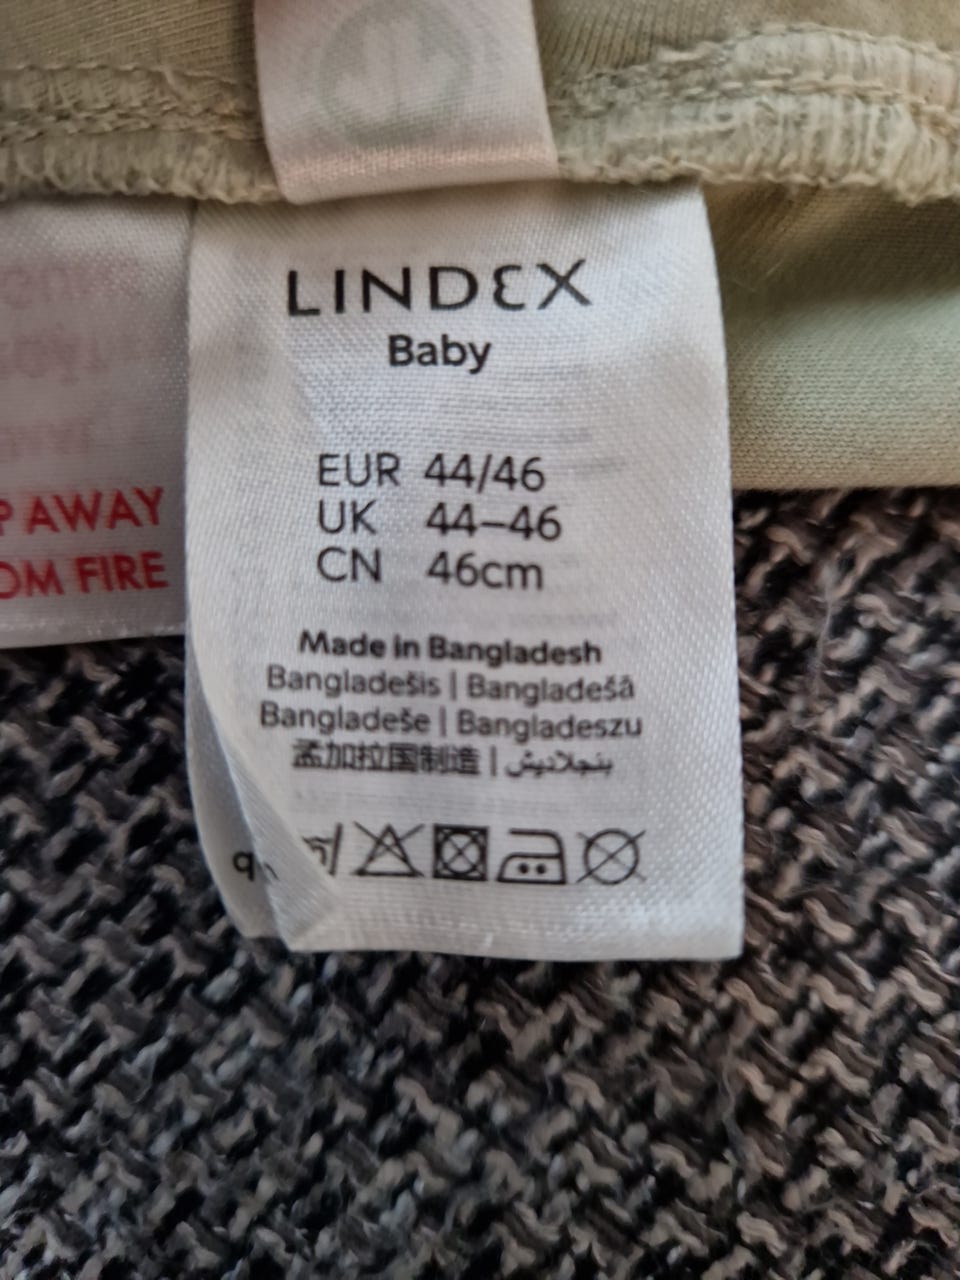 LINDEX
Baby
EUR 44/46
UK 44–46
CN 46cm
Made in Bangladesh
Bangladešis | Bangladešā
Bangladeše | Bangladeszu
孟加拉国制造 | بنجلاديش
AWAY
FIRE